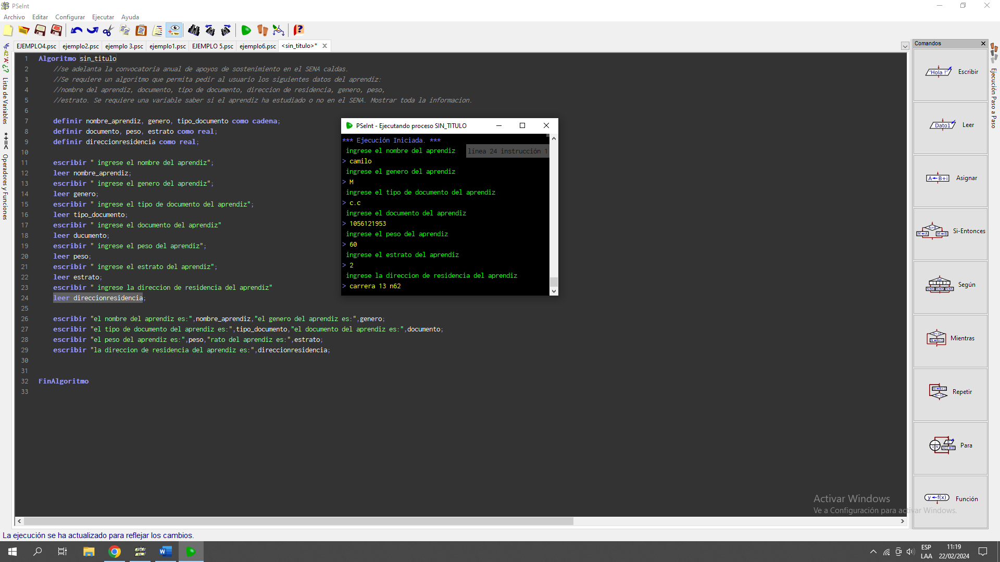 PSeInt
Archivo Editar Configurar Ejecutar Ayuda
EJEMPLO4.psc ejemplo2.psc ejemplo 3.psc ejemplo1.psc EJEMPLO 5.psc ejemplo6.psc <sin_titulo>*
Lista de Variables
Operadores y Funciones
1 Algoritmo sin_titulo
2 //se adelanta la convocatoria anual de apoyos de sostenimiento en el SENA caldas.
3 //Se requiere un algoritmo que permita pedir al usuario los siguientes datos del aprendiz:
4 //nombre del aprendiz, documento, tipo de documento, direccion de residencia, genero, peso,
5 //estrato. Se requiere una variable saber si el aprendiz ha estudiado o no en el SENA. Mostrar toda la informacion.
6
7 definir nombre_aprendiz, genero, tipo_documento como cadena;
8 definir documento, peso, estrato como real;
9 definir direccionresidencia como real;
10
11 escribir " ingrese el nombre del aprendiz";
12 leer nombre_aprendiz;
13 escribir " ingrese el genero del aprendiz";
14 leer genero;
15 escribir " ingrese el tipo de documento del aprendiz";
16 leer tipo_documento;
17 escribir " ingrese el documento del aprendiz"
18 leer ducumento;
19 escribir " ingrese el peso del aprendiz";
20 leer peso;
21 escribir " ingrese el estrato del aprendiz";
22 leer estrato;
23 escribir " ingrese la direccion de residencia del aprendiz"
24 leer direccionresidencia;
25
26 escribir "el nombre del aprendiz es:",nombre_aprendiz,"el genero del aprendiz es:",genero;
27 escribir "el tipo de documento del aprendiz es:",tipo_documento,"el documento del aprendiz es:",documento;
28 escribir "el peso del aprendiz es:",peso,"rato del aprendiz es:",estrato;
29 escribir "la direccion de residencia del aprendiz es:",direccionresidencia;
30
31
32 FinAlgoritmo
33
PSeInt - Ejecutando proceso SIN_TITULO
*** Ejecución Iniciada. ***
ingrese el nombre del aprendiz
línea 24 instrucción 1
> camilo
ingrese el genero del aprendiz
> M
ingrese el tipo de documento del aprendiz
> c.c
ingrese el documento del aprendiz
> 1056121953
ingrese el peso del aprendiz
> 60
ingrese el estrato del aprendiz
> 2
ingrese la direccion de residencia del aprendiz
> carrera 13 n62
Comandos
'Hola !' Escribir
Dato1 Leer
A←B+i Asignar
A>B Si-Entonces
Según
Mientras
Repetir
Para
y←f(x) Función
Ejecución Paso a Paso
Activar Windows
Ve a Configuración para activar Windows.
La ejecución se ha actualizado para reflejar los cambios.
ESP
LAA
11:19
22/02/2024